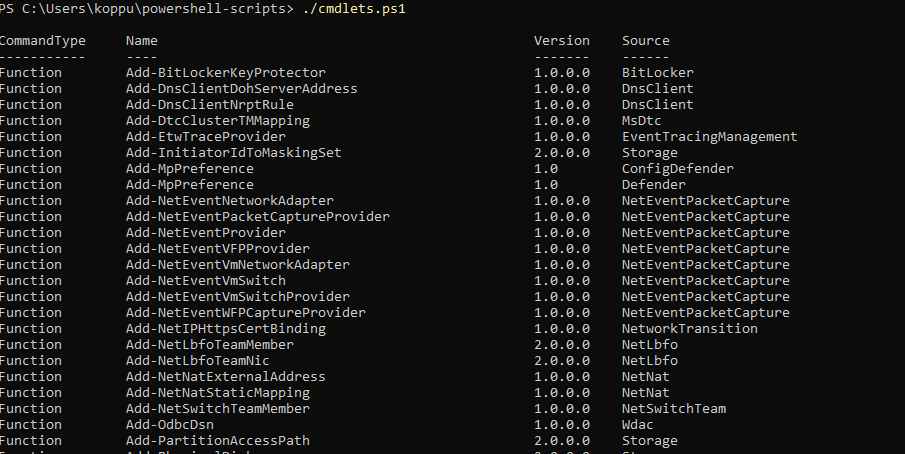 PS C:\Users\koppu\powershell-scripts> ./cmdlets.ps1
CommandType Name Version Source
----------- ---- ------- ------
Function Add-BitLockerKeyProtector 1.0.0.0 BitLocker
Function Add-DnsClientDohServerAddress 1.0.0.0 DnsClient
Function Add-DnsClientNrptRule 1.0.0.0 DnsClient
Function Add-DtcClusterTMMapping 1.0.0.0 MsDtc
Function Add-EtwTraceProvider 1.0.0.0 EventTracingManagement
Function Add-InitiatorIdToMaskingSet 2.0.0.0 Storage
Function Add-MpPreference 1.0 ConfigDefender
Function Add-MpPreference 1.0 Defender
Function Add-NetEventNetworkAdapter 1.0.0.0 NetEventPacketCapture
Function Add-NetEventPacketCaptureProvider 1.0.0.0 NetEventPacketCapture
Function Add-NetEventProvider 1.0.0.0 NetEventPacketCapture
Function Add-NetEventVFPProvider 1.0.0.0 NetEventPacketCapture
Function Add-NetEventVmNetworkAdapter 1.0.0.0 NetEventPacketCapture
Function Add-NetEventVmSwitch 1.0.0.0 NetEventPacketCapture
Function Add-NetEventVmSwitchProvider 1.0.0.0 NetEventPacketCapture
Function Add-NetEventWFPCaptureProvider 1.0.0.0 NetEventPacketCapture
Function Add-NetIPHttpsCertBinding 1.0.0.0 NetworkTransition
Function Add-NetLbfoTeamMember 2.0.0.0 NetLbfo
Function Add-NetLbfoTeamNic 2.0.0.0 NetLbfo
Function Add-NetNatExternalAddress 1.0.0.0 NetNat
Function Add-NetNatStaticMapping 1.0.0.0 NetNat
Function Add-NetSwitchTeamMember 1.0.0.0 NetSwitchTeam
Function Add-OdbcDsn 1.0.0.0 Wdac
Function Add-PartitionAccessPath 2.0.0.0 Storage